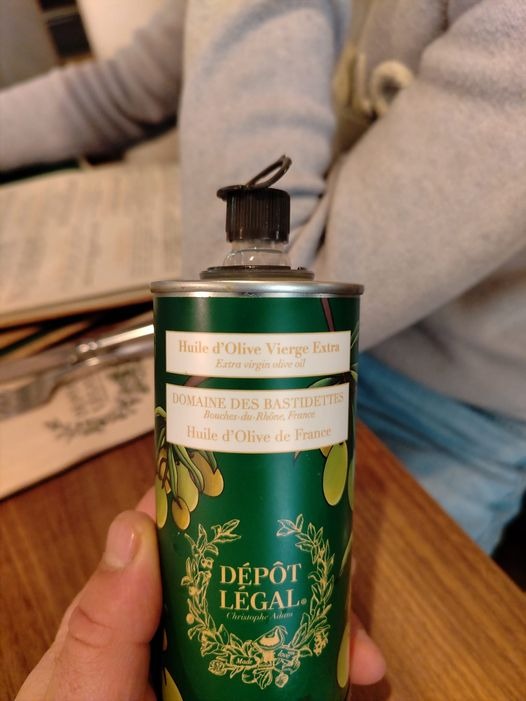 Huile d'Olive Vierge Extra
Extra virgin olive oil
DOMAINE DES BASTIDETTES
Bouches-du-Rhône, France
Huile d'Olive de France
DÉPÔT
LÉGAL®
Christophe Adam
Made